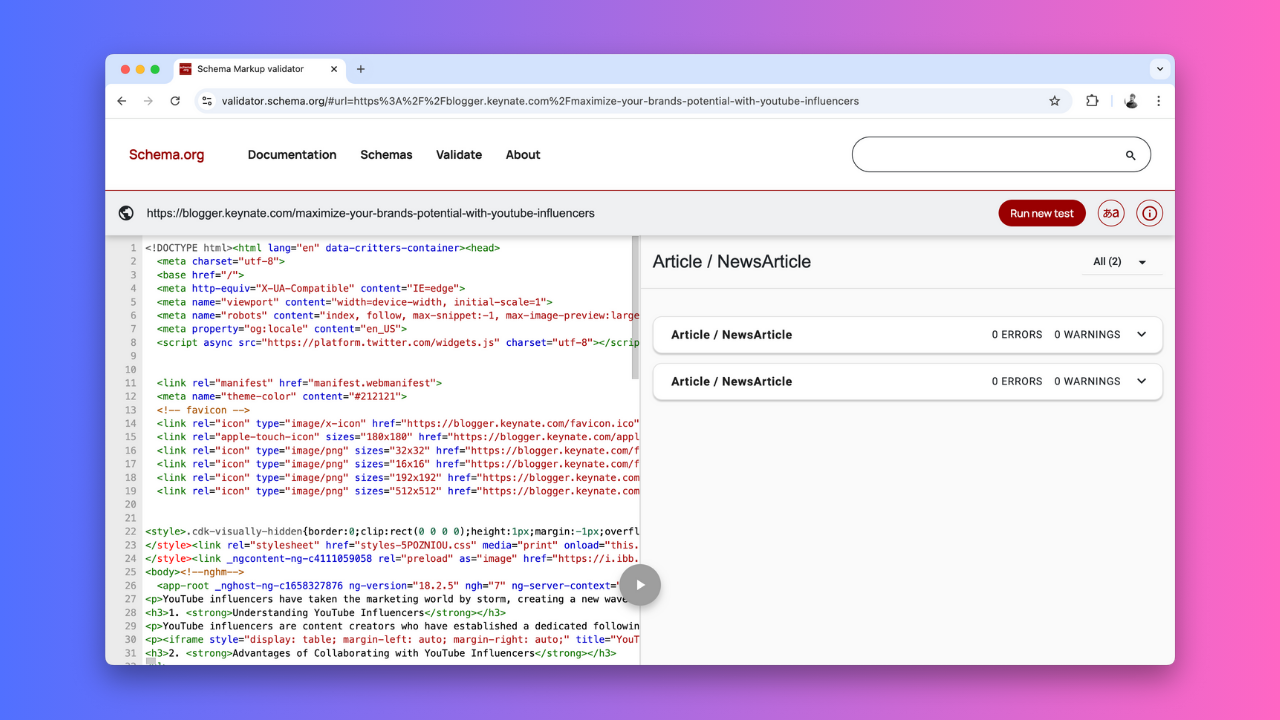 Schema Markup validator
validator.schema.org/#url=https%3A%2F%2Fblogger.keynate.com%2Fmaximize-your-brands-potential-with-youtube-influencers
Schema.org Documentation Schemas Validate About
https://blogger.keynate.com/maximize-your-brands-potential-with-youtube-influencers Run new test あa
1 <!DOCTYPE html><html lang="en" data-critters-container><head>
2 <meta charset="utf-8">
3 <base href="/">
4 <meta http-equiv="X-UA-Compatible" content="IE=edge">
5 <meta name="viewport" content="width=device-width, initial-scale=1">
6 <meta name="robots" content="index, follow, max-snippet:-1, max-image-preview:large
7 <meta property="og:locale" content="en_US">
8 <script async src="https://platform.twitter.com/widgets.js" charset="utf-8"></scrip
9
10
11 <link rel="manifest" href="manifest.webmanifest">
12 <meta name="theme-color" content="#212121">
13 <!-- favicon -->
14 <link rel="icon" type="image/x-icon" href="https://blogger.keynate.com/favicon.ico"
15 <link rel="apple-touch-icon" sizes="180x180" href="https://blogger.keynate.com/appl
16 <link rel="icon" type="image/png" sizes="32x32" href="https://blogger.keynate.com/f
17 <link rel="icon" type="image/png" sizes="16x16" href="https://blogger.keynate.com/f
18 <link rel="icon" type="image/png" sizes="192x192" href="https://blogger.keynate.com
19 <link rel="icon" type="image/png" sizes="512x512" href="https://blogger.keynate.com
20
21
22 <style>.cdk-visually-hidden{border:0;clip:rect(0 0 0 0);height:1px;margin:-1px;overfl
23 </style><link rel="stylesheet" href="styles-5POZNIOU.css" media="print" onload="this.
24 </style><link _ngcontent-ng-c4111059058 rel="preload" as="image" href="https://i.ibb.
25 <body><!--nghm-->
26 <app-root _nghost-ng-c1658327876 ng-version="18.2.5" ngh="7" ng-server-context="
27 <p>YouTube influencers have taken the marketing world by storm, creating a new wave
28 <h3>1. <strong>Understanding YouTube Influencers</strong></h3>
29 <p>YouTube influencers are content creators who have established a dedicated followin
30 <p><iframe style="display: table; margin-left: auto; margin-right: auto;" title="YouT
31 <h3>2. <strong>Advantages of Collaborating with YouTube Influencers</strong></h3>
Article / NewsArticle All (2)
Article / NewsArticle 0 ERRORS 0 WARNINGS
Article / NewsArticle 0 ERRORS 0 WARNINGS